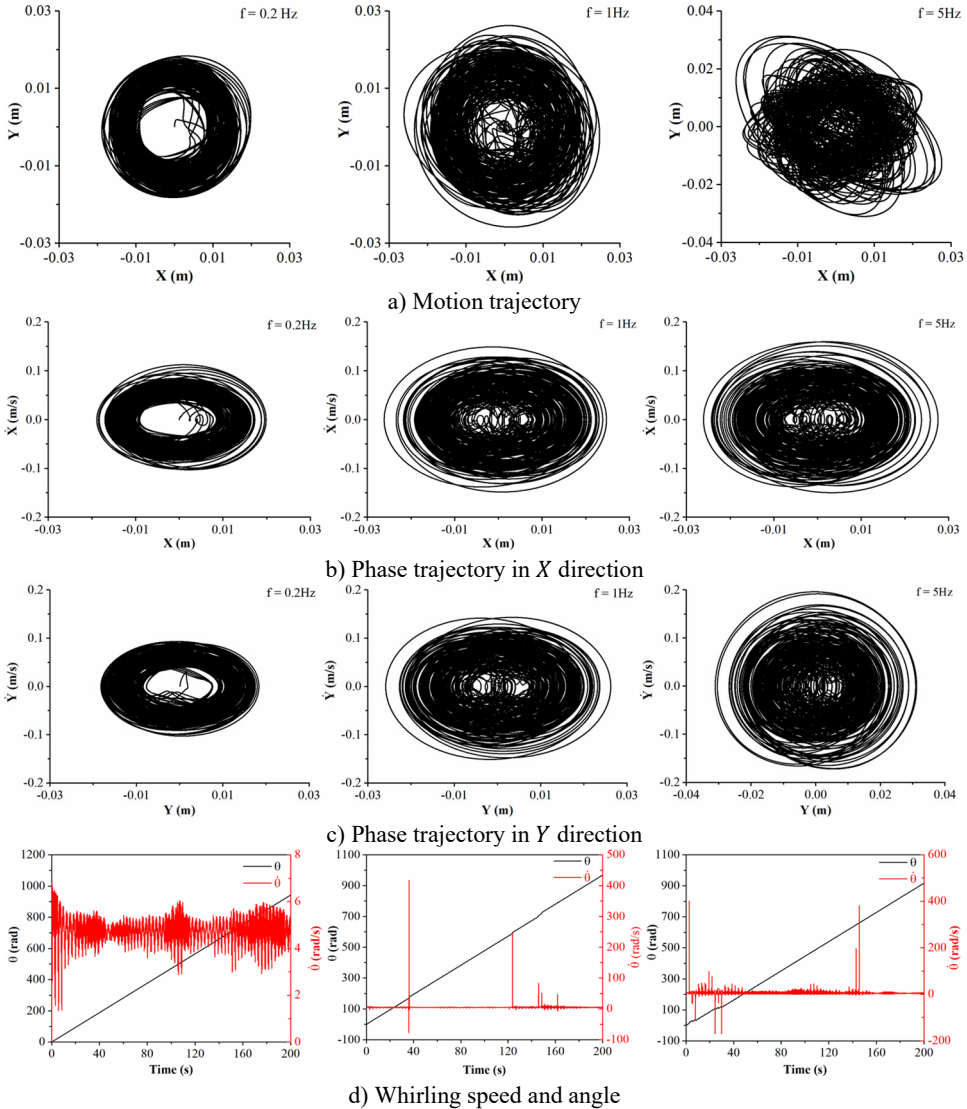 f = 0.2 Hz
f = 1Hz
f = 5Hz
0.03
0.01
-0.01
-0.03
Y (m)
-0.03 -0.01 0.01 0.03
X (m)
0.03
0.01
-0.01
-0.03
Y (m)
-0.03 -0.01 0.01 0.03
X (m)
0.04
0.02
0.00
-0.02
-0.04
Y (m)
-0.03 -0.01 0.01 0.03
X (m)
a) Motion trajectory
f = 0.2Hz
f = 1Hz
f = 5Hz
0.2
0.1
0.0
-0.1
-0.2
Ẋ (m/s)
-0.03 -0.01 0.01 0.03
X (m)
0.2
0.1
0.0
-0.1
-0.2
Ẋ (m/s)
-0.03 -0.01 0.01 0.03
X (m)
0.2
0.1
0.0
-0.1
-0.2
Ẋ (m/s)
-0.03 -0.01 0.01 0.03
X (m)
b) Phase trajectory in X direction
f = 0.2Hz
f = 1Hz
f = 5Hz
0.2
0.1
0.0
-0.1
-0.2
Ẏ (m/s)
-0.03 -0.01 0.01 0.03
Y (m)
0.2
0.1
0.0
-0.1
-0.2
Ẏ (m/s)
-0.03 -0.01 0.01 0.03
Y (m)
0.2
0.1
0.0
-0.1
-0.2
Ẏ (m/s)
-0.04 -0.02 0.00 0.02 0.04
Y (m)
c) Phase trajectory in Y direction
1200
1000
800
600
400
200
0
θ (rad)
θ
θ̇
8
6
4
2
0
θ̇ (rad/s)
0 40 80 120 160 200
Time (s)
1100
900
700
500
300
100
-100
θ (rad)
θ
θ̇
500
400
300
200
100
0
-100
θ̇ (rad/s)
0 40 80 120 160 200
Time (s)
1100
900
700
500
300
100
-100
θ (rad)
θ
θ̇
600
400
200
0
-200
θ̇ (rad/s)
0 40 80 120 160 200
Time (s)
d) Whirling speed and angle